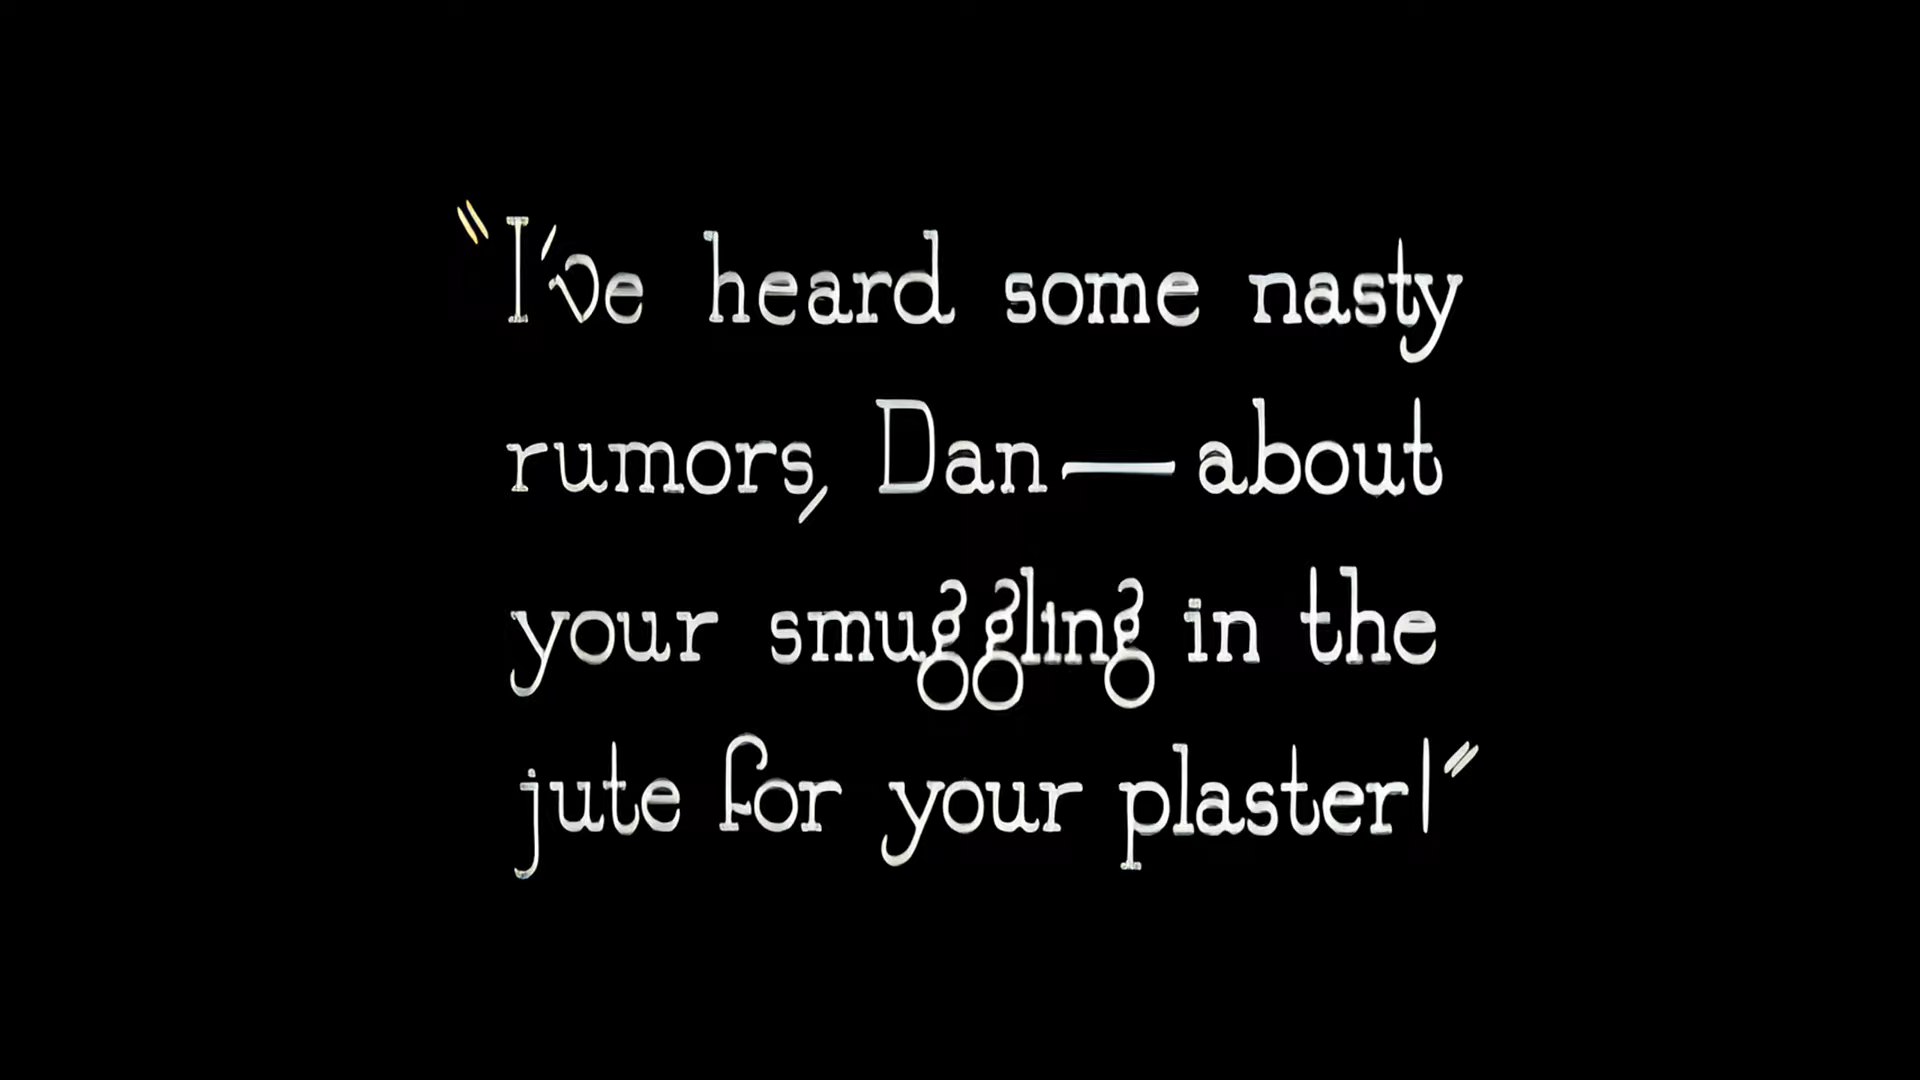 "I've heard some nasty
rumors, Dan—about
your smuggling in the
jute for your plaster!"